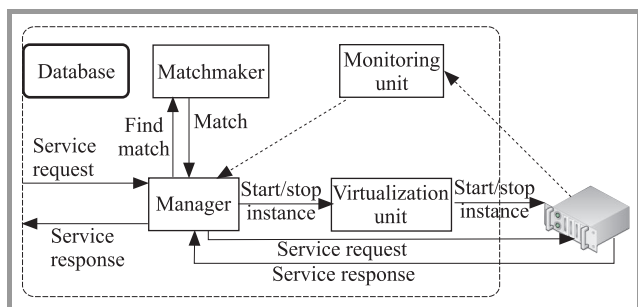 Database
Matchmaker
Monitoring
unit
Find
match
Match
Service
request
Manager
Start/stop
instance
Virtualization
unit
Start/stop
instance
Service
response
Service request
Service response